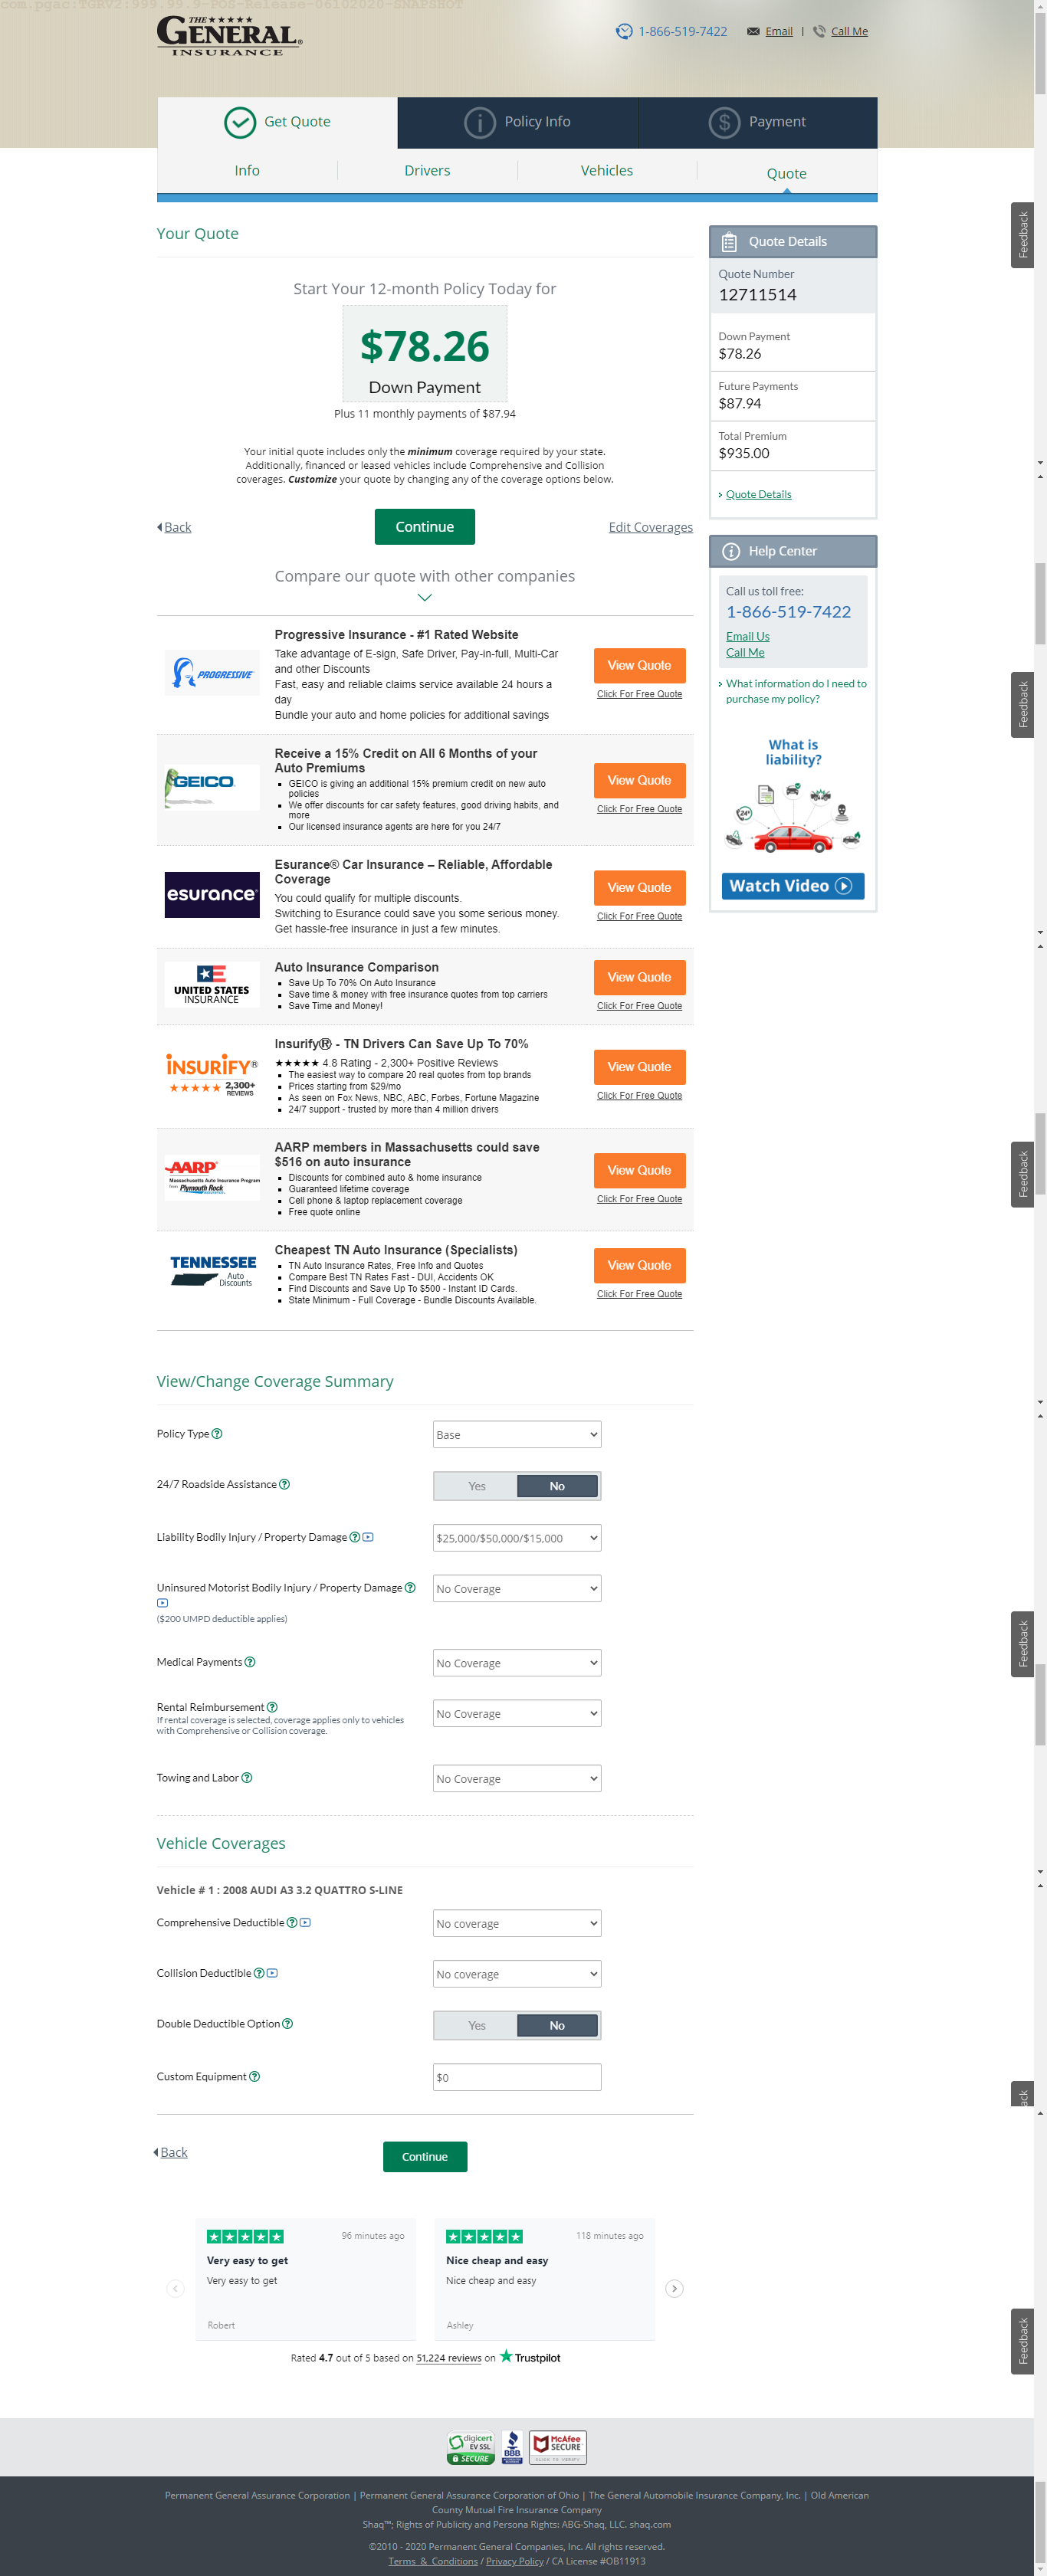 com.pgac:TGRV2:999.99.9-POS-Release-06102020-SNAPSHOT
THE
GENERAL®
INSURANCE
1-866-519-7422 Email | Call Me
Get Quote
Policy Info
Payment
Info
Drivers
Vehicles
Quote
Your Quote
Start Your 12-month Policy Today for
$78.26
Down Payment
Plus 11 monthly payments of $87.94
Your initial quote includes only the minimum coverage required by your state.
Additionally, financed or leased vehicles include Comprehensive and Collision
coverages. Customize your quote by changing any of the coverage options below.
Back
Continue
Edit Coverages
Quote Details
Quote Number
12711514
Down Payment
$78.26
Future Payments
$87.94
Total Premium
$935.00
Quote Details
Help Center
Call us toll free:
1-866-519-7422
Email Us
Call Me
What information do I need to
purchase my policy?
What is
liability?
24*
Watch Video
Compare our quote with other companies
PROGRESSIVE
Progressive Insurance - #1 Rated Website
Take advantage of E-sign, Safe Driver, Pay-in-full, Multi-Car
and other Discounts
Fast, easy and reliable claims service available 24 hours a
day
Bundle your auto and home policies for additional savings
View Quote
Click For Free Quote
GEICO
Receive a 15% Credit on All 6 Months of your
Auto Premiums
GEICO is giving an additional 15% premium credit on new auto
policies
We offer discounts for car safety features, good driving habits, and
more
Our licensed insurance agents are here for you 24/7
View Quote
Click For Free Quote
esurance®
Esurance® Car Insurance – Reliable, Affordable
Coverage
You could qualify for multiple discounts.
Switching to Esurance could save you some serious money.
Get hassle-free insurance in just a few minutes.
View Quote
Click For Free Quote
UNITED STATES
INSURANCE
Auto Insurance Comparison
Save Up To 70% On Auto Insurance
Save time & money with free insurance quotes from top carriers
Save Time and Money!
View Quote
Click For Free Quote
INSURIFY®
★★★★★ 2,300+
REVIEWS
Insurify® - TN Drivers Can Save Up To 70%
★★★★★ 4.8 Rating - 2,300+ Positive Reviews
The easiest way to compare 20 real quotes from top brands
Prices starting from $29/mo
As seen on Fox News, NBC, ABC, Forbes, Fortune Magazine
24/7 support - trusted by more than 4 million drivers
View Quote
Click For Free Quote
AARP
Massachusetts Auto Insurance Program
from Plymouth Rock
AARP members in Massachusetts could save
$516 on auto insurance
Discounts for combined auto & home insurance
Guaranteed lifetime coverage
Cell phone & laptop replacement coverage
Free quote online
View Quote
Click For Free Quote
TENNESSEE
Auto
Discounts
Cheapest TN Auto Insurance (Specialists)
TN Auto Insurance Rates, Free Info and Quotes
Compare Best TN Rates Fast - DUI, Accidents OK
Find Discounts and Save Up To $500 - Instant ID Cards.
State Minimum - Full Coverage - Bundle Discounts Available.
View Quote
Click For Free Quote
View/Change Coverage Summary
Policy Type
Base
24/7 Roadside Assistance
Yes No
Liability Bodily Injury / Property Damage
$25,000/$50,000/$15,000
Uninsured Motorist Bodily Injury / Property Damage
($200 UMPD deductible applies)
No Coverage
Medical Payments
No Coverage
Rental Reimbursement
If rental coverage is selected, coverage applies only to vehicles
with Comprehensive or Collision coverage.
No Coverage
Towing and Labor
No Coverage
Vehicle Coverages
Vehicle # 1 : 2008 AUDI A3 3.2 QUATTRO S-LINE
Comprehensive Deductible
No coverage
Collision Deductible
No coverage
Double Deductible Option
Yes No
Custom Equipment
$0
Back
Continue
96 minutes ago
Very easy to get
Very easy to get
Robert
118 minutes ago
Nice cheap and easy
Nice cheap and easy
Ashley
Rated 4.7 out of 5 based on 51,224 reviews on Trustpilot
Feedback
Feedback
Feedback
Feedback
ack
Feedback
digicert
EV SSL
SECURE
BBB
McAfee
SECURE
CLICK TO VERIFY
Permanent General Assurance Corporation | Permanent General Assurance Corporation of Ohio | The General Automobile Insurance Company, Inc. | Old American
County Mutual Fire Insurance Company
Shaq™; Rights of Publicity and Persona Rights: ABG-Shaq, LLC. shaq.com
©2010 - 2020 Permanent General Companies, Inc. All rights reserved.
Terms & Conditions / Privacy Policy / CA License #OB11913